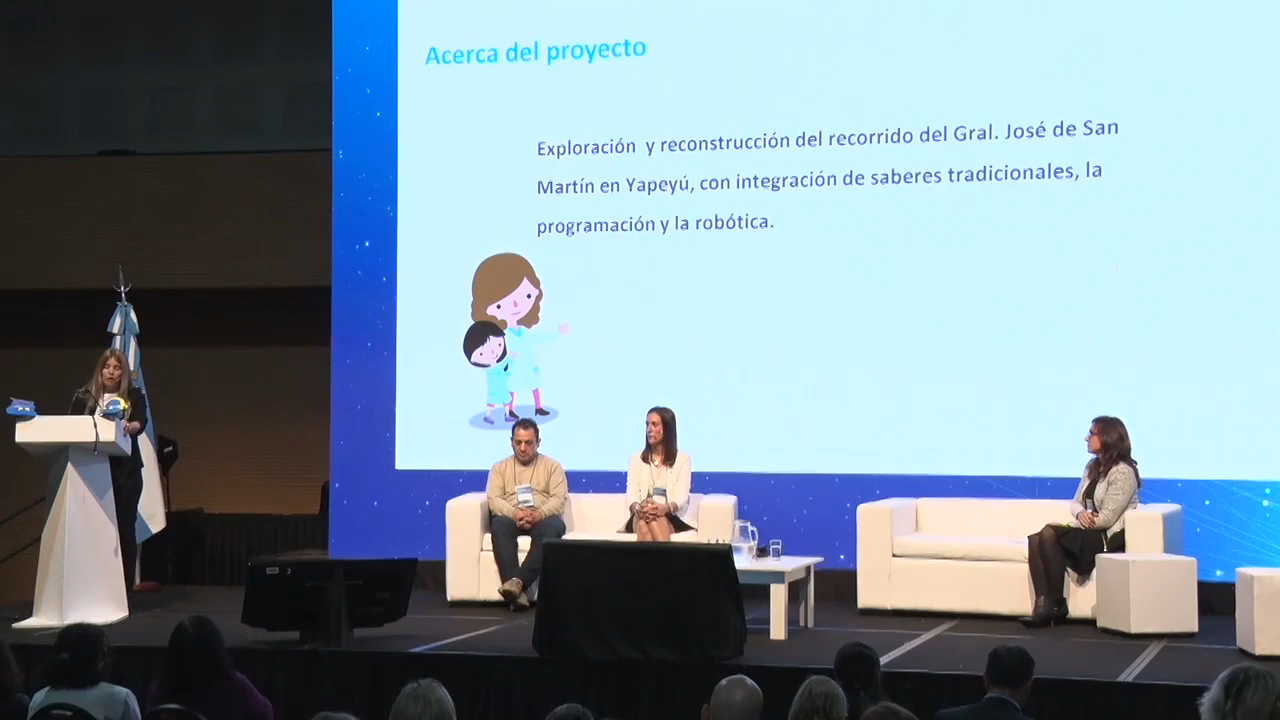 Acerca del proyecto
Exploración y reconstrucción del recorrido del Gral. José de San
Martín en Yapeyú, con integración de saberes tradicionales, la
programación y la robótica.